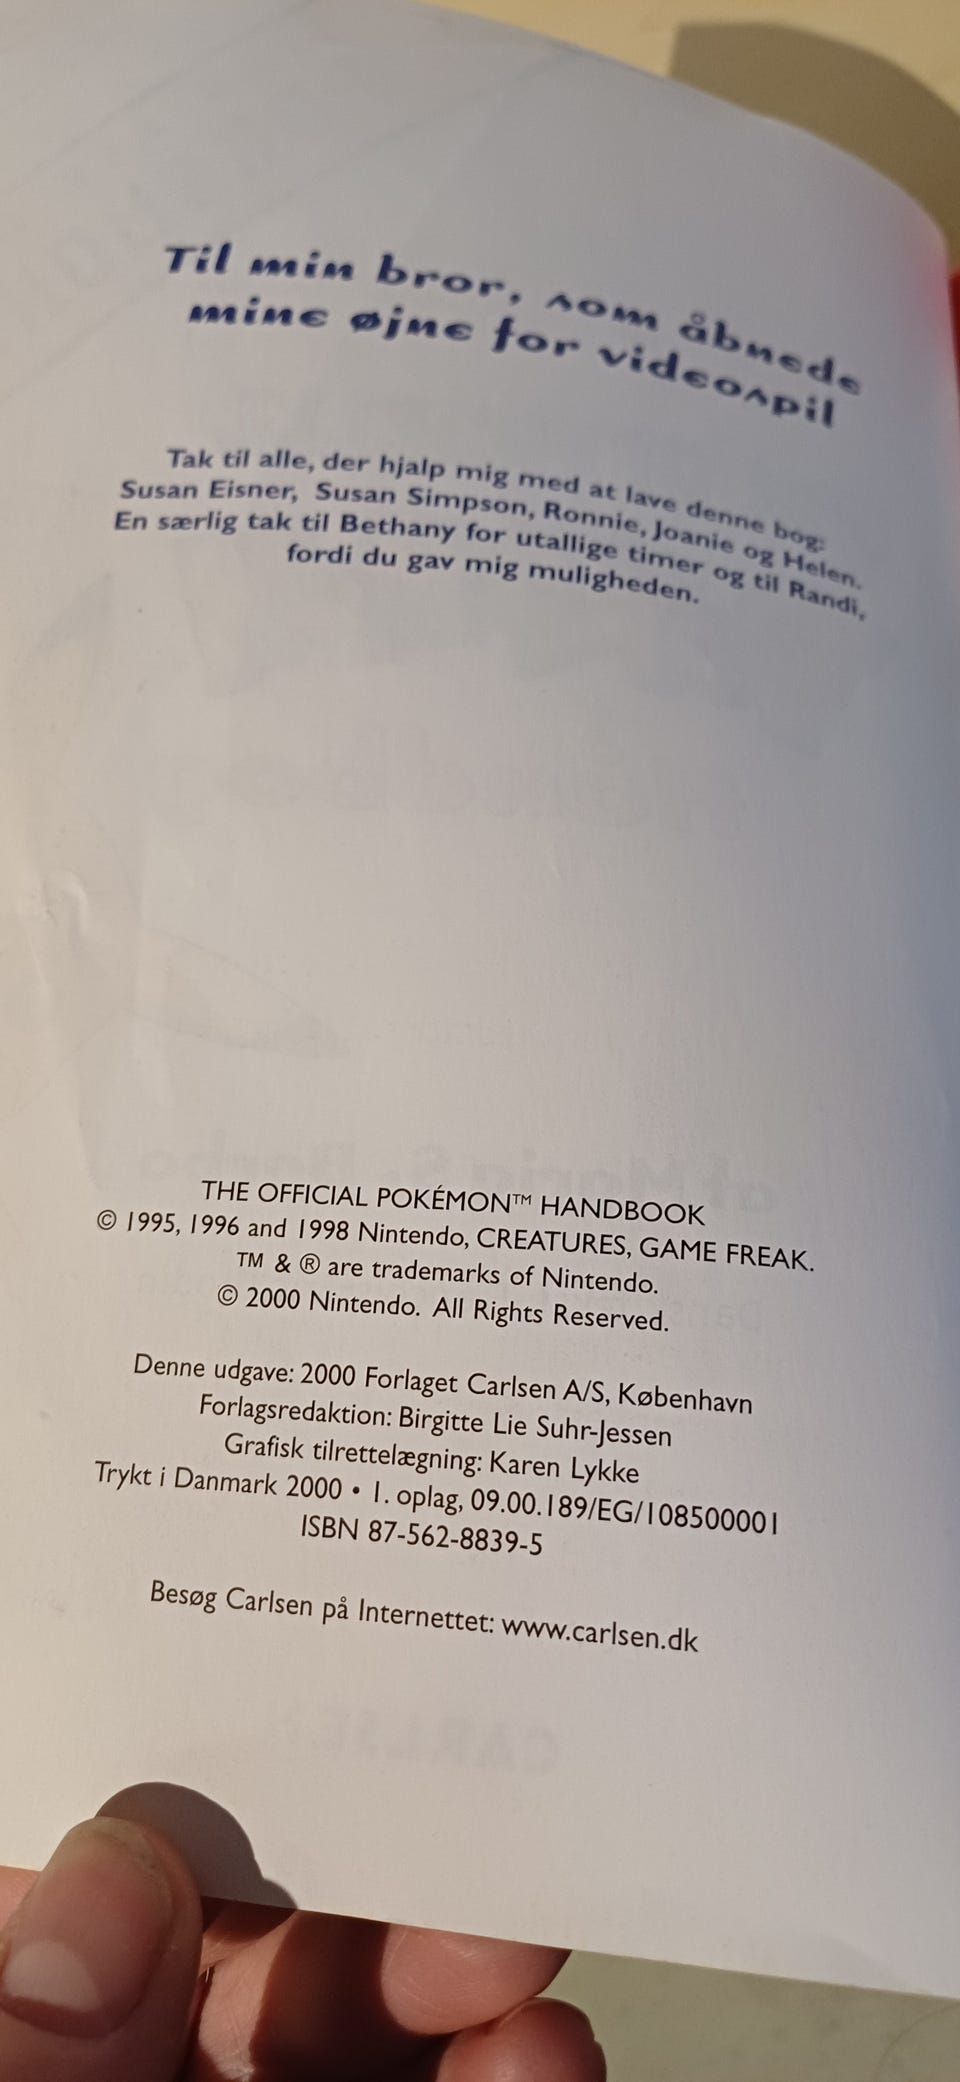 Til min bror, som åbnede
mine øjne for videospil
Tak til alle, der hjalp mig med at lave denne bog:
Susan Eisner, Susan Simpson, Ronnie, Joanie og Helen.
En særlig tak til Bethany for utallige timer og til Randi,
fordi du gav mig muligheden.
THE OFFICIAL POKÉMON™ HANDBOOK
© 1995, 1996 and 1998 Nintendo, CREATURES, GAME FREAK.
TM & ® are trademarks of Nintendo.
© 2000 Nintendo. All Rights Reserved.
Denne udgave: 2000 Forlaget Carlsen A/S, København
Forlagsredaktion: Birgitte Lie Suhr-Jessen
Grafisk tilrettelægning: Karen Lykke
Trykt i Danmark 2000 • 1. oplag, 09.00.189/EG/108500001
ISBN 87-562-8839-5
Besøg Carlsen på Internettet: www.carlsen.dk